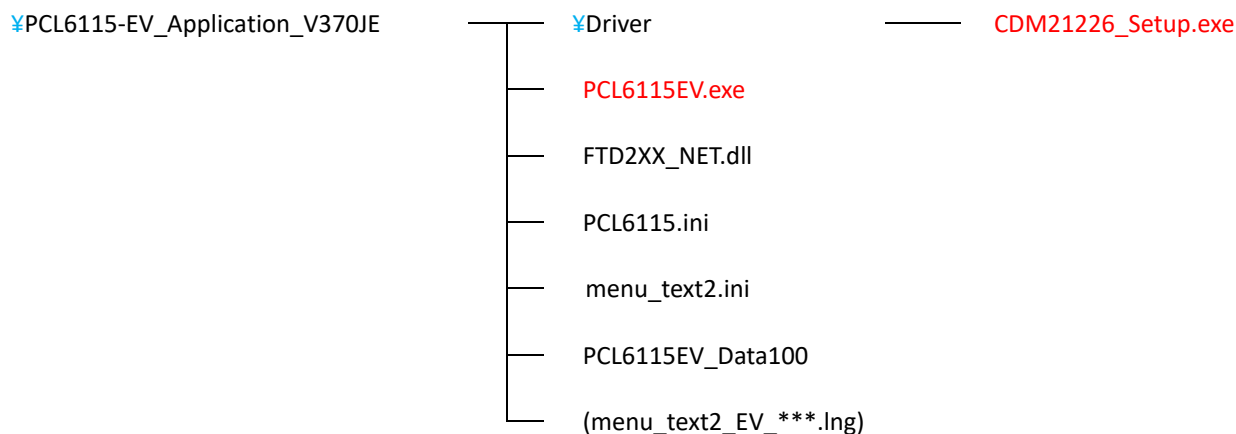 ¥PCL6115-EV_Application_V370JE ¥Driver CDM21226_Setup.exe
PCL6115EV.exe
FTD2XX_NET.dll
PCL6115.ini
menu_text2.ini
PCL6115EV_Data100
(menu_text2_EV_***.lng)